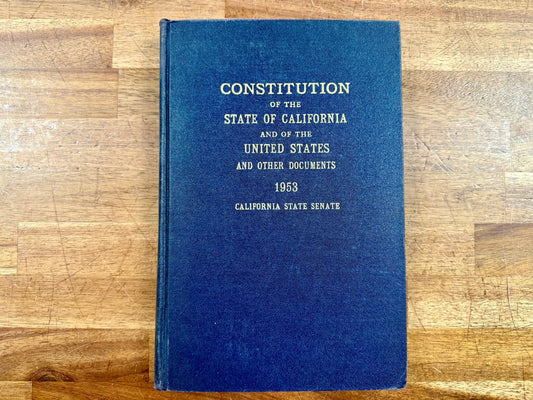 CONSTITUTION
OF THE
STATE OF CALIFORNIA
AND OF THE
UNITED STATES
AND OTHER DOCUMENTS
1953
CALIFORNIA STATE SENATE